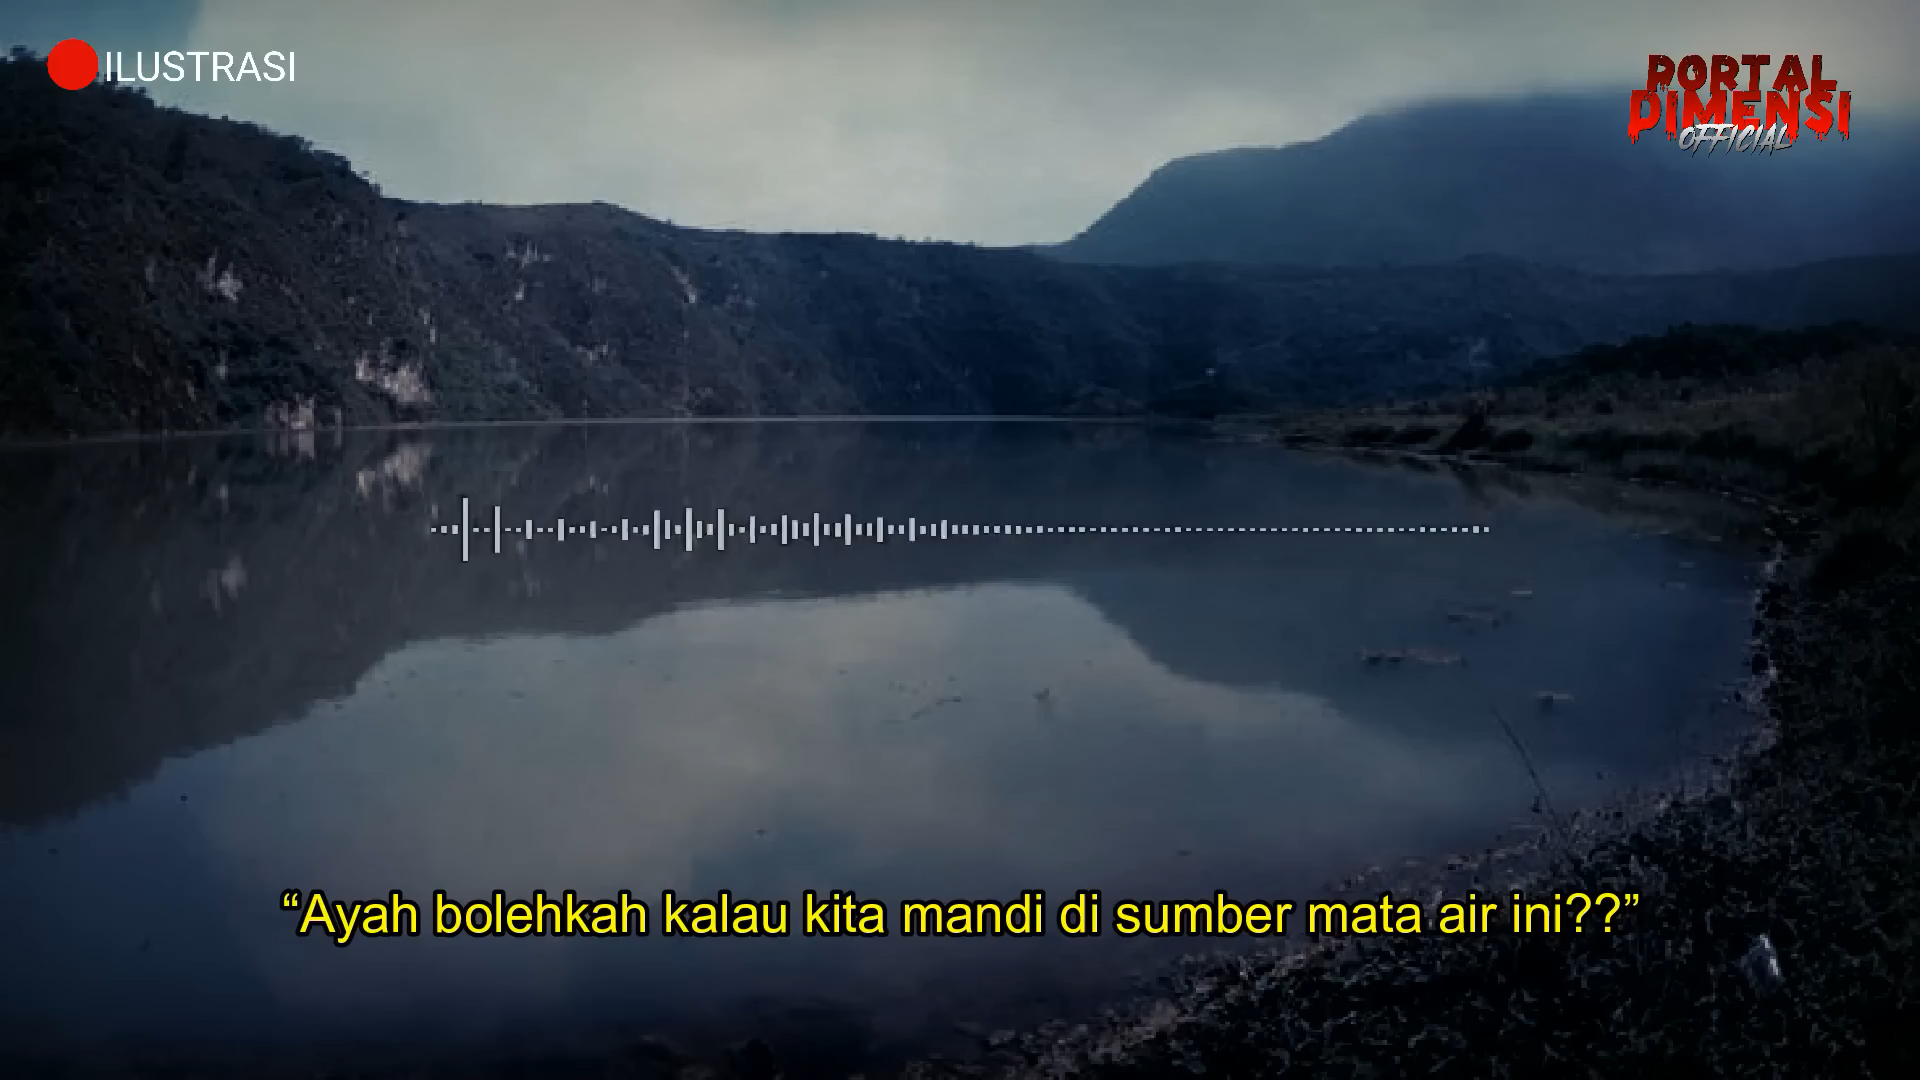 ILUSTRASI
PORTAL
DIMENSI
OFFICIAL
“Ayah bolehkah kalau kita mandi di sumber mata air ini??”